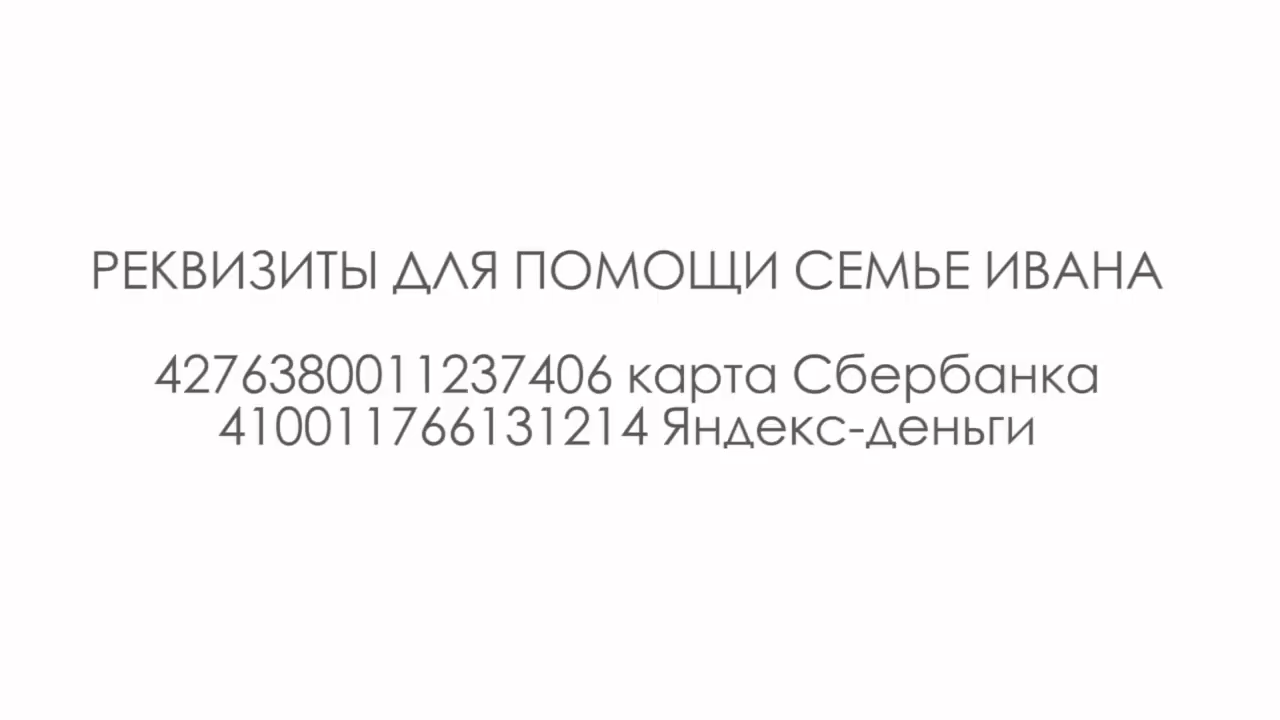 РЕКВИЗИТЫ ДЛЯ ПОМОЩИ СЕМЬЕ ИВАНА
4276380011237406 карта Сбербанка
410011766131214 Яндекс-деньги